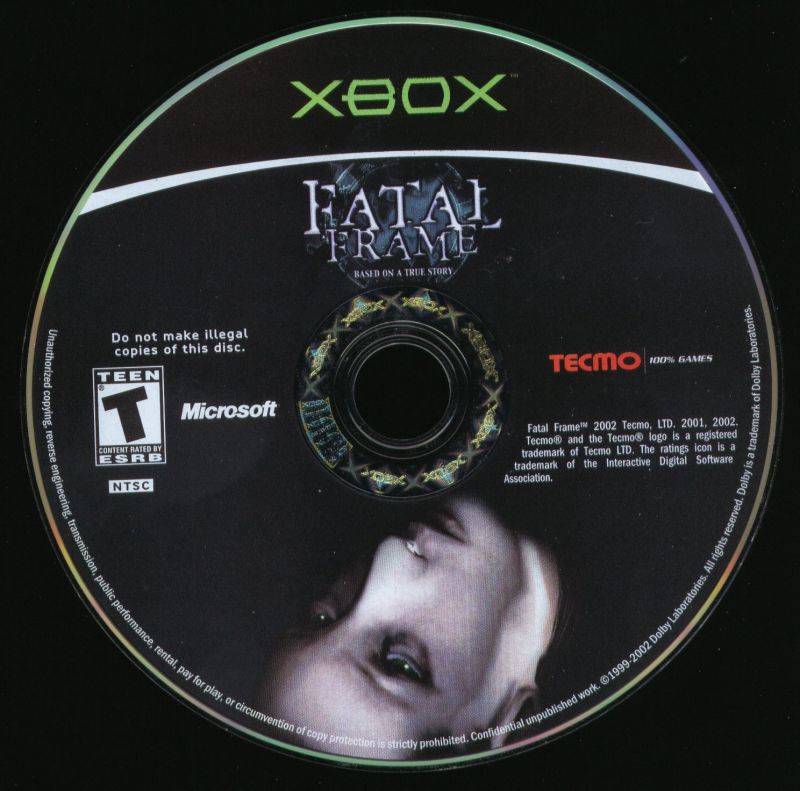 XBOX™
FATAL
FRAME
BASED ON A TRUE STORY.
Do not make illegal
copies of this disc.
TEEN
T
®
CONTENT RATED BY
ESRB
Microsoft
NTSC
TECMO
100% GAMES
Fatal Frame™ 2002 Tecmo, LTD. 2001, 2002.
Tecmo® and the Tecmo® logo is a registered
trademark of Tecmo LTD. The ratings icon is a
trademark of the Interactive Digital Software
Association.
Unauthorized copying, reverse engineering, transmission, public performance, rental, pay for play, or circumvention of copy protection is strictly prohibited. Confidential unpublished work. ©1999-2002 Dolby Laboratories. All rights reserved. Dolby is a trademark of Dolby Laboratories.